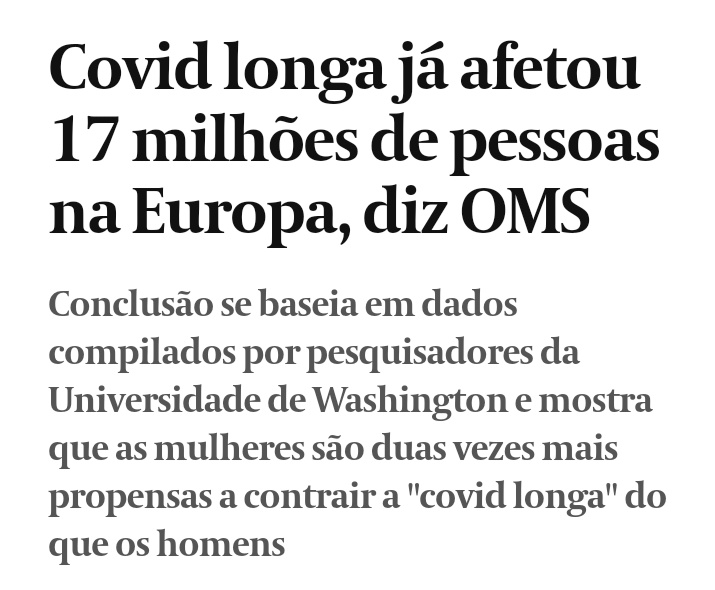 Covid longa já afetou
17 milhões de pessoas
na Europa, diz OMS
Conclusão se baseia em dados
compilados por pesquisadores da
Universidade de Washington e mostra
que as mulheres são duas vezes mais
propensas a contrair a "covid longa" do
que os homens